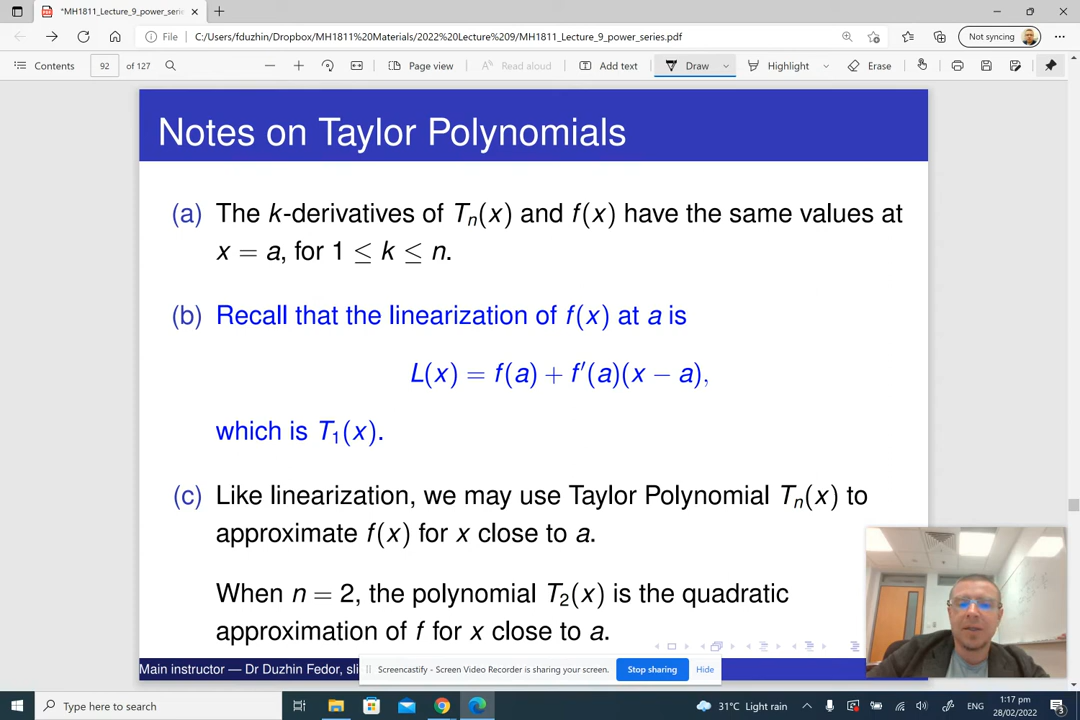 *MH1811_Lecture_9_power_serie
File
C:/Users/fduzhin/Dropbox/MH1811%20Materials/2022%20Lecture%209/MH1811_Lecture_9_power_series.pdf
Not syncing
Contents 92 of 127 Page view Read aloud Add text Draw Highlight Erase
Notes on Taylor Polynomials
(a) The k-derivatives of Tₙ(x) and f(x) have the same values at
x = a, for 1 ≤ k ≤ n.
(b) Recall that the linearization of f(x) at a is
L(x) = f(a) + f′(a)(x − a),
which is T₁(x).
(c) Like linearization, we may use Taylor Polynomial Tₙ(x) to
approximate f(x) for x close to a.
When n = 2, the polynomial T₂(x) is the quadratic
approximation of f for x close to a.
Main instructor — Dr Duzhin Fedor, sli
Screencastify - Screen Video Recorder is sharing your screen. Stop sharing Hide
Type here to search
31°C Light rain
ENG
1:17 pm
28/02/2022
3